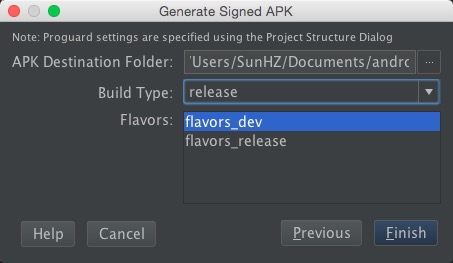 Generate Signed APK
Note: Proguard settings are specified using the Project Structure Dialog
APK Destination Folder: /Users/SunHZ/Documents/andro ...
Build Type: release
Flavors: flavors_dev
flavors_release
Help Cancel Previous Finish